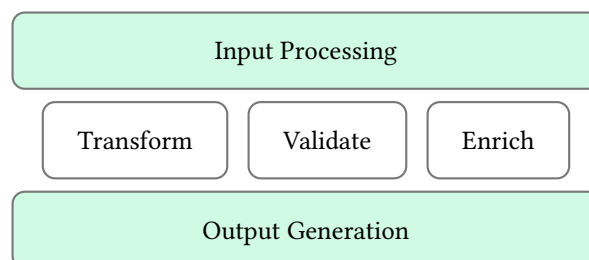 Input Processing
Transform Validate Enrich
Output Generation